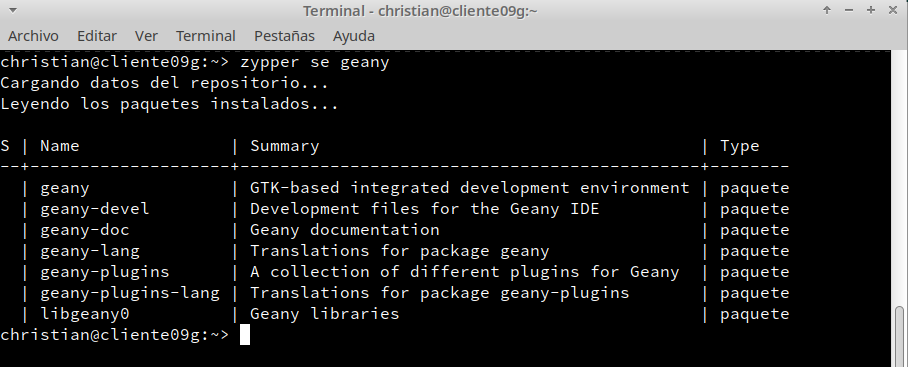 Terminal - christian@cliente09g:~
Archivo Editar Ver Terminal Pestañas Ayuda
christian@cliente09g:~> zypper se geany
Cargando datos del repositorio...
Leyendo los paquetes instalados...
S | Name | Summary | Type
--+--------------------+---------------------------------------------+--------
| geany | GTK-based integrated development environment | paquete
| geany-devel | Development files for the Geany IDE | paquete
| geany-doc | Geany documentation | paquete
| geany-lang | Translations for package geany | paquete
| geany-plugins | A collection of different plugins for Geany | paquete
| geany-plugins-lang | Translations for package geany-plugins | paquete
| libgeany0 | Geany libraries | paquete
christian@cliente09g:~>